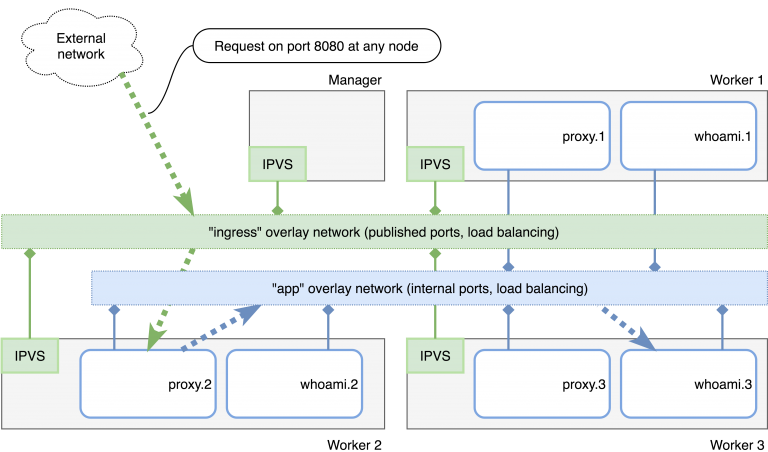 External
network
Request on port 8080 at any node
Manager
Worker 1
proxy.1
whoami.1
IPVS
IPVS
"ingress" overlay network (published ports, load balancing)
"app" overlay network (internal ports, load balancing)
IPVS
proxy.2
whoami.2
IPVS
proxy.3
whoami.3
Worker 2
Worker 3